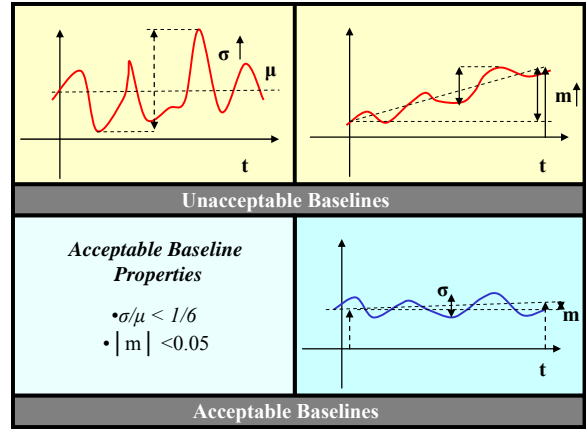 σ ↑
μ
t
m↑
t
Unacceptable Baselines
Acceptable Baseline
Properties
•σ/μ < 1/6
•│m│ <0.05
σ
m
t
Acceptable Baselines